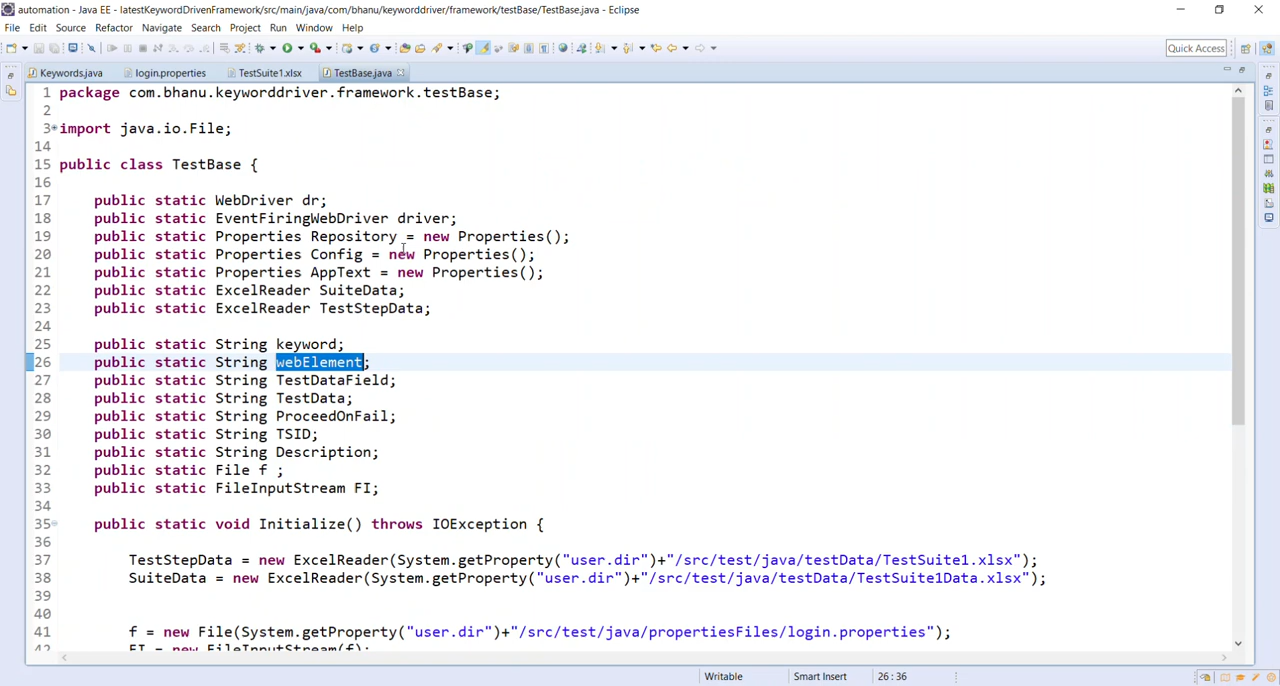 automation - Java EE - latestKeywordDrivenFramework/src/main/java/com/bhanu/keyworddriver/framework/testBase/TestBase.java - Eclipse
File Edit Source Refactor Navigate Search Project Run Window Help
Quick Access
Keywords.java login.properties TestSuite1.xlsx TestBase.java
1 package com.bhanu.keyworddriver.framework.testBase;
2
3 import java.io.File;
14
15 public class TestBase {
16
17 public static WebDriver dr;
18 public static EventFiringWebDriver driver;
19 public static Properties Repository = new Properties();
20 public static Properties Config = new Properties();
21 public static Properties AppText = new Properties();
22 public static ExcelReader SuiteData;
23 public static ExcelReader TestStepData;
24
25 public static String keyword;
26 public static String webElement;
27 public static String TestDataField;
28 public static String TestData;
29 public static String ProceedOnFail;
30 public static String TSID;
31 public static String Description;
32 public static File f ;
33 public static FileInputStream FI;
34
35 public static void Initialize() throws IOException {
36
37 TestStepData = new ExcelReader(System.getProperty("user.dir")+"/src/test/java/testData/TestSuite1.xlsx");
38 SuiteData = new ExcelReader(System.getProperty("user.dir")+"/src/test/java/testData/TestSuite1Data.xlsx");
39
40
41 f = new File(System.getProperty("user.dir")+"/src/test/java/propertiesFiles/login.properties");
42 FI = new FileInputStream(f);
Writable Smart Insert 26 : 36